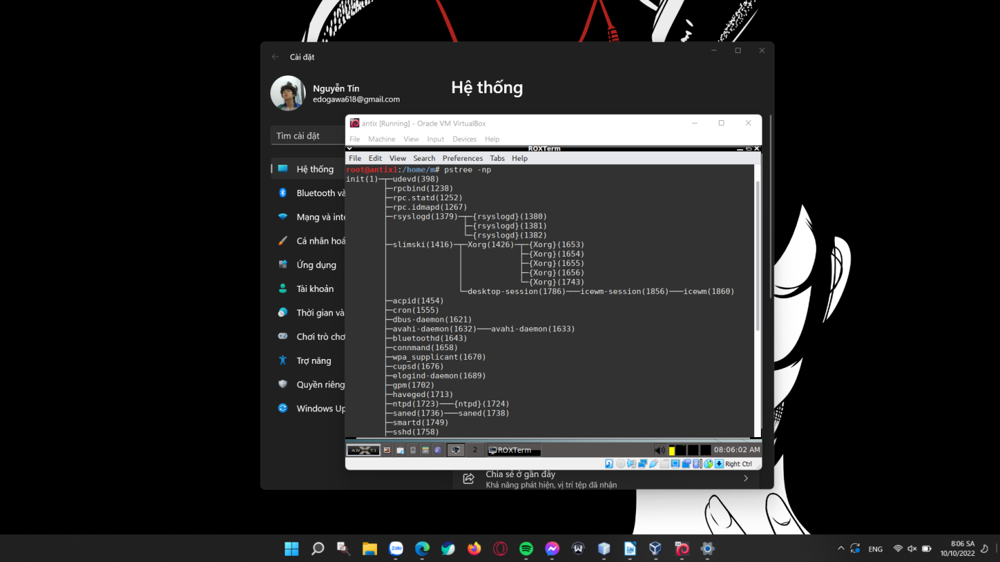 Cài đặt
Nguyễn Tín
edogawa618@gmail.com
Hệ thống
Tìm cài đặt
Hệ thống
Bluetooth và
Mạng và inte
Cá nhân hoá
Ứng dụng
Tài khoản
Thời gian và
Chơi trò chơ
Trợ năng
Quyền riêng
Windows Up
antix [Running] - Oracle VM VirtualBox
File Machine View Input Devices Help
ROXTerm
File Edit View Search Preferences Tabs Help
root@antix1:/home/m# pstree -np
init(1)─┬─udevd(398)
├─rpcbind(1238)
├─rpc.statd(1252)
├─rpc.idmapd(1267)
├─rsyslogd(1379)─┬─{rsyslogd}(1380)
├─{rsyslogd}(1381)
└─{rsyslogd}(1382)
├─slimski(1416)─┬─Xorg(1426)─┬─{Xorg}(1653)
├─{Xorg}(1654)
├─{Xorg}(1655)
├─{Xorg}(1656)
└─{Xorg}(1743)
└─desktop-session(1786)───icewm-session(1856)───icewm(1860)
├─acpid(1454)
├─cron(1555)
├─dbus-daemon(1621)
├─avahi-daemon(1632)───avahi-daemon(1633)
├─bluetoothd(1643)
├─connmand(1658)
├─wpa_supplicant(1670)
├─cupsd(1676)
├─elogind-daemon(1689)
├─gpm(1702)
├─haveged(1713)
├─ntpd(1723)───{ntpd}(1724)
├─saned(1736)───saned(1738)
├─smartd(1749)
├─sshd(1758)
ANTI
2
ROXTerm
08:06:02 AM
Right Ctrl
Chia sẻ ở gần đây
Khả năng phát hiện, vị trí tệp đã nhận
Zalo
ENG
8:06 SA
10/10/2022